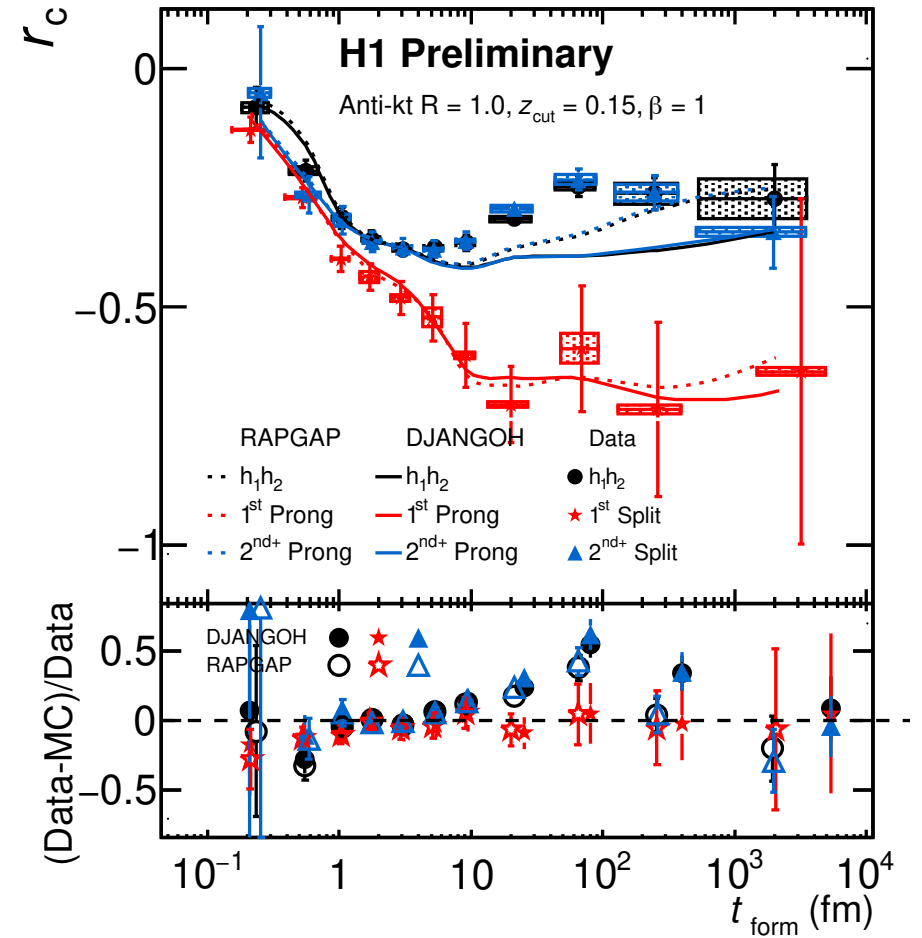 r_c
H1 Preliminary
Anti-kt R = 1.0, z_cut = 0.15, β = 1
0
−0.5
−1
RAPGAP DJANGOH Data
h₁h₂ h₁h₂ h₁h₂
1st Prong 1st Prong 1st Split
2nd+ Prong 2nd+ Prong 2nd+ Split
(Data-MC)/Data
DJANGOH
RAPGAP
0.5
0
−0.5
10⁻¹ 1 10 10² 10³ 10⁴
t_form (fm)